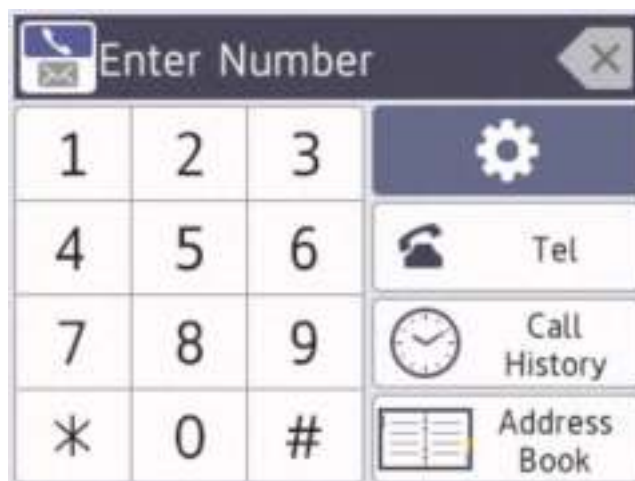 Enter Number
1 2 3
4 5 6 Tel
7 8 9 Call
History
* 0 # Address
Book